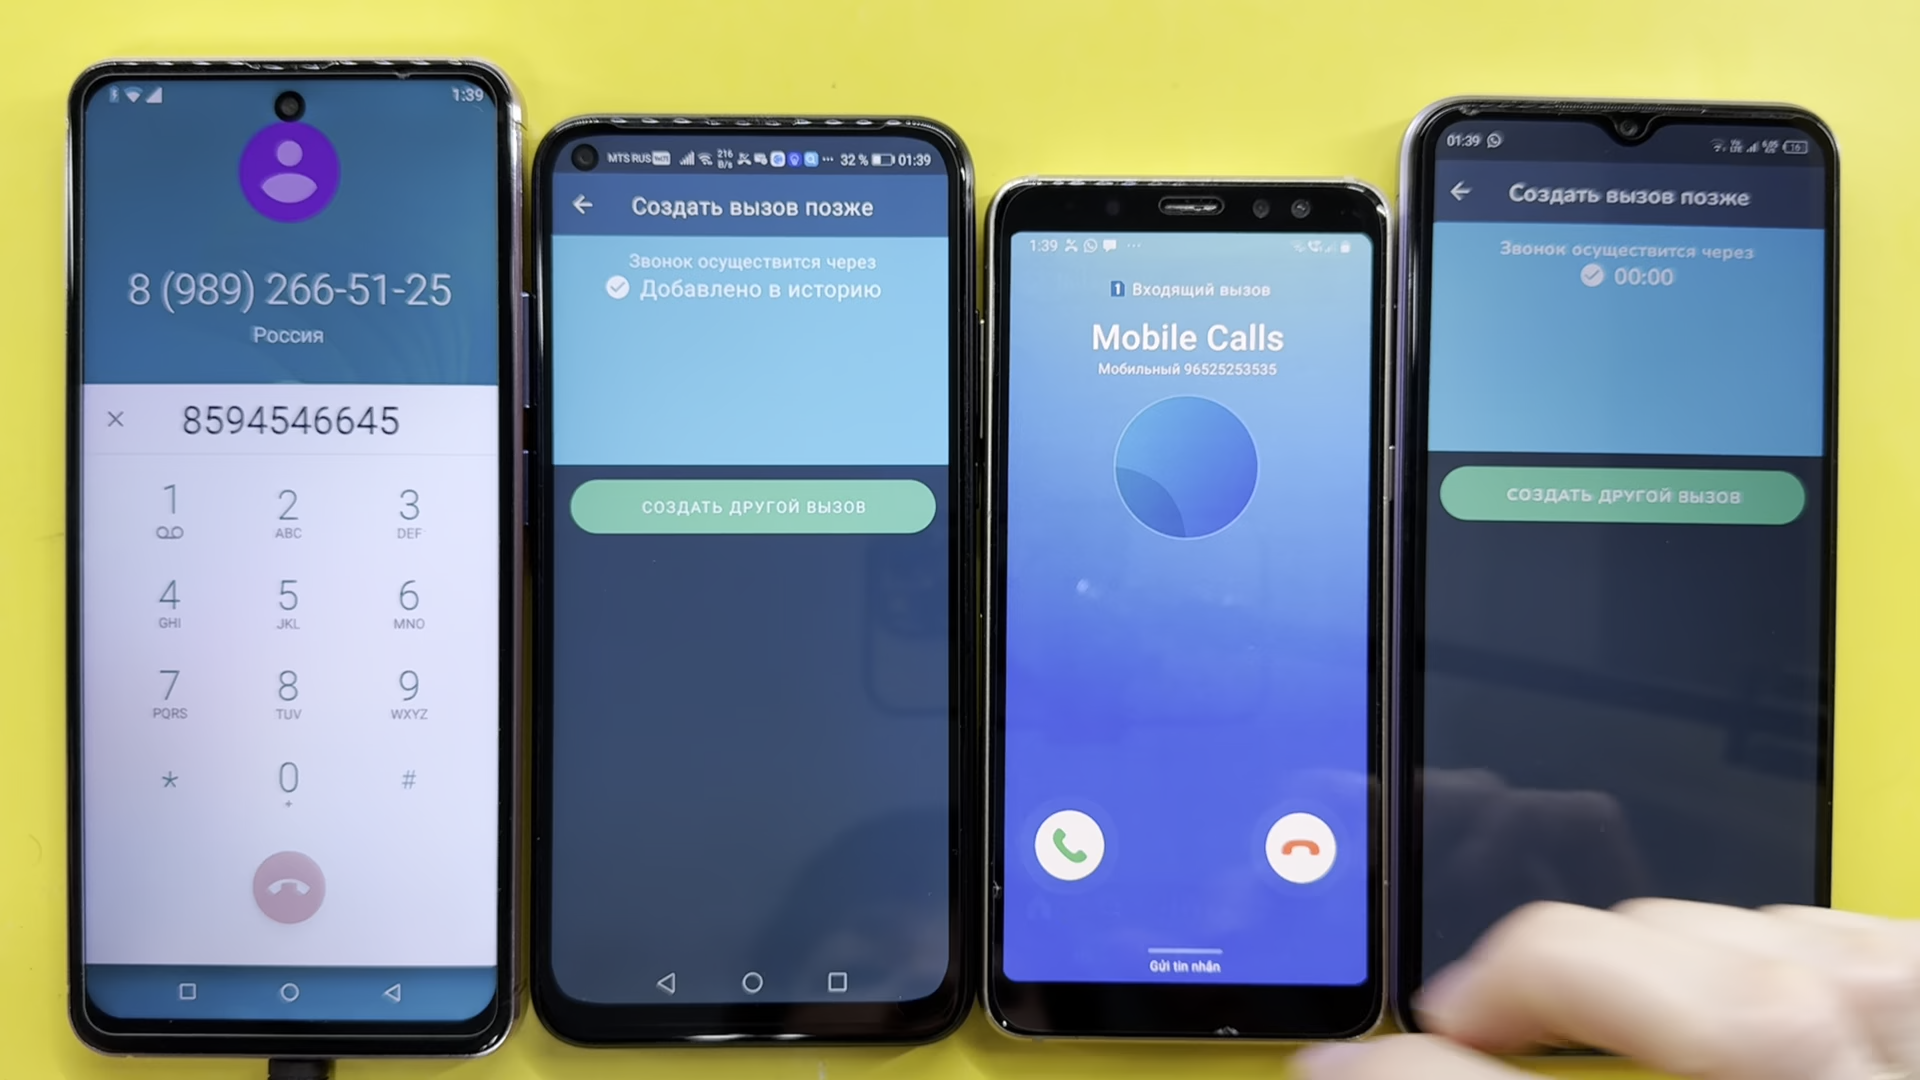 1:39
8 (989) 266-51-25
Россия
8594546645
1
2
ABC
3
DEF
4
GHI
5
JKL
6
MNO
7
PQRS
8
TUV
9
WXYZ
*
0
+
#
MTS RUS 216 B/s 32 % 01:39
Создать вызов позже
Звонок осуществится через
Добавлено в историю
СОЗДАТЬ ДРУГОЙ ВЫЗОВ
1:39
1 Входящий вызов
Mobile Calls
Мобильный 96525253535
Gửi tin nhắn
01:39
16
Создать вызов позже
Звонок осуществится через
00:00
СОЗДАТЬ ДРУГОЙ ВЫЗОВ